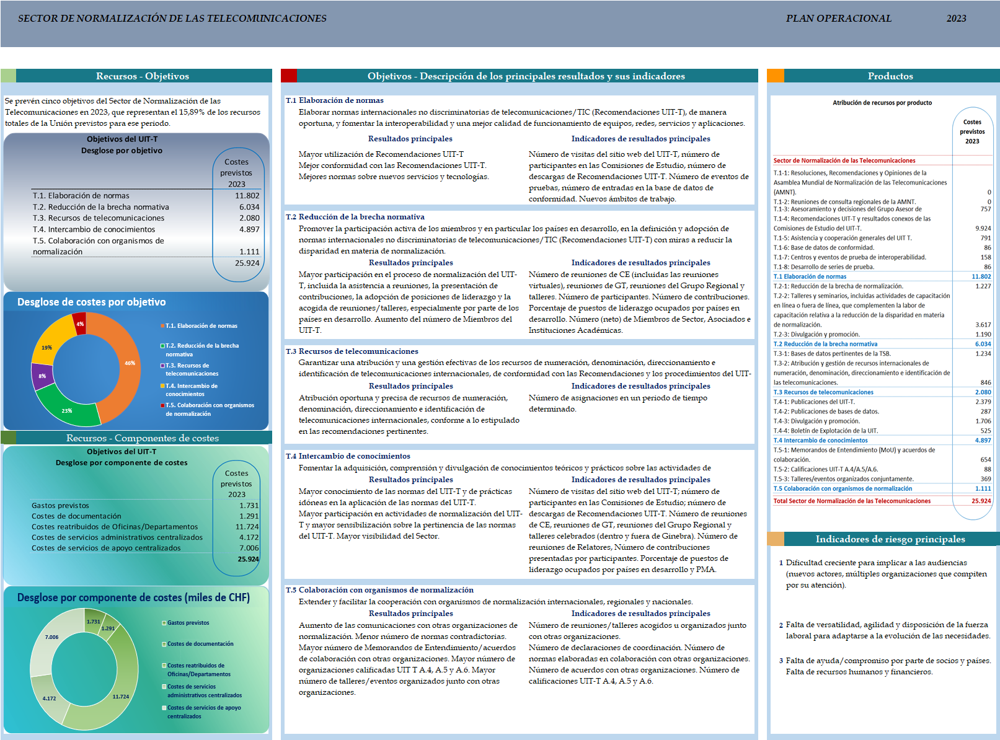 SECTOR DE NORMALIZACIÓN DE LAS TELECOMUNICACIONES
PLAN OPERACIONAL 2023
Recursos - Objetivos
Se prevén cinco objetivos del Sector de Normalización de las
Telecomunicaciones en 2023, que representan el 15,89% de los recursos
totales de la Unión previstos para ese periodo.
Objetivos del UIT-T
Desglose por objetivo
Costes
previstos
2023
T.1. Elaboración de normas 11.802
T.2. Reducción de la brecha normativa 6.034
T.3. Recursos de telecomunicaciones 2.080
T.4. Intercambio de conocimientos 4.897
T.5. Colaboración con organismos de
normalización 1.111
25.924
Desglose de costes por objetivo
4%
19%
46%
8%
23%
T.1. Elaboración de normas
T.2. Reducción de la brecha
normativa
T.3. Recursos de
telecomunicaciones
T.4. Intercambio de
conocimientos
T.5. Colaboración con organismos
de normalización
Recursos - Componentes de costes
Objetivos del UIT-T
Desglose por componente de costes
Costes
previstos
2023
Gastos previstos 1.731
Costes de documentación 1.291
Costes reatribuidos de Oficinas/Departamentos 11.724
Costes de servicios administrativos centralizados 4.172
Costes de servicios de apoyo centralizados 7.006
25.924
Desglose por componente de costes (miles de CHF)
1.731
1.291
7.006
4.172
11.724
Gastos previstos
Costes de documentación
Costes reatribuidos de
Oficinas/Departamentos
Costes de servicios
administrativos centralizados
Costes de servicios de apoyo
centralizados
Objetivos - Descripción de los principales resultados y sus indicadores
T.1 Elaboración de normas
Elaborar normas internacionales no discriminatorias de telecomunicaciones/TIC (Recomendaciones UIT-T), de manera
oportuna, y fomentar la interoperabilidad y una mejor calidad de funcionamiento de equipos, redes, servicios y aplicaciones.
Resultados principales
Mayor utilización de Recomendaciones UIT-T
Mejor conformidad con las Recomendaciones UIT-T.
Mejores normas sobre nuevos servicios y tecnologías.
Indicadores de resultados principales
Número de visitas del sitio web del UIT-T, número de
participantes en las Comisiones de Estudio, número de
descargas de Recomendaciones UIT-T. Número de eventos de
pruebas, número de entradas en la base de datos de
conformidad. Nuevos ámbitos de trabajo.
T.2 Reducción de la brecha normativa
Promover la participación activa de los miembros y en particular los países en desarrollo, en la definición y adopción de
normas internacionales no discriminatorias de telecomunicaciones/TIC (Recomendaciones UIT-T) con miras a reducir la
disparidad en materia de normalización.
Resultados principales
Mayor participación en el proceso de normalización del UIT-
T, incluida la asistencia a reuniones, la presentación de
contribuciones, la adopción de posiciones de liderazgo y la
acogida de reuniones/talleres, especialmente por parte de los
países en desarrollo. Aumento del número de Miembros del
UIT-T.
Indicadores de resultados principales
Número de reuniones de CE (incluidas las reuniones
virtuales), reuniones de GT, reuniones del Grupo Regional y
talleres. Número de participantes. Número de contribuciones.
Porcentaje de puestos de liderazgo ocupados por países en
desarrollo. Número (neto) de Miembros de Sector, Asociados e
Instituciones Académicas.
T.3 Recursos de telecomunicaciones
Garantizar una atribución y una gestión efectivas de los recursos de numeración, denominación, direccionamiento e
identificación de telecomunicaciones internacionales, de conformidad con las Recomendaciones y los procedimientos del UIT-
Resultados principales
Atribución oportuna y precisa de recursos de numeración,
denominación, direccionamiento e identificación de
telecomunicaciones internacionales, conforme a lo estipulado
en las recomendaciones pertinentes.
Indicadores de resultados principales
Número de asignaciones en un periodo de tiempo
determinado.
T.4 Intercambio de conocimientos
Fomentar la adquisición, comprensión y divulgación de conocimientos teóricos y prácticos sobre las actividades de
Resultados principales
Mayor conocimiento de las normas del UIT-T y de prácticas
idóneas en la aplicación de las normas del UIT-T.
Mayor participación en actividades de normalización del UIT-
T y mayor sensibilización sobre la pertinencia de las normas
del UIT-T. Mayor visibilidad del Sector.
Indicadores de resultados principales
Número de visitas del sitio web del UIT-T; número de
participantes en las Comisiones de Estudio; número de
descargas de Recomendaciones UIT-T. Número de reuniones
de CE, reuniones de GT, reuniones del Grupo Regional y
talleres celebrados (dentro y fuera de Ginebra). Número de
reuniones de Relatores, Número de contribuciones
presentadas por participantes. Porcentaje de puestos de
liderazgo ocupados por países en desarrollo y PMA.
T.5 Colaboración con organismos de normalización
Extender y facilitar la cooperación con organismos de normalización internacionales, regionales y nacionales.
Resultados principales
Aumento de las comunicaciones con otras organizaciones de
normalización. Menor número de normas contradictorias.
Mayor número de Memorandos de Entendimiento/acuerdos
de colaboración con otras organizaciones. Mayor número de
organizaciones calificadas UIT T A.4, A.5 y A.6. Mayor
número de talleres/eventos organizados junto con otras
organizaciones.
Indicadores de resultados principales
Número de reuniones/talleres acogidos u organizados junto
con otras organizaciones.
Número de declaraciones de coordinación. Número de
normas elaboradas en colaboración con otras organizaciones.
Número de acuerdos con otras organizaciones. Número de
calificaciones UIT-T A.4, A.5 y A.6.
Productos
Atribución de recursos por producto
Costes
previstos
2023
Sector de Normalización de las Telecomunicaciones
T.1-1: Resoluciones, Recomendaciones y Opiniones de la
Asamblea Mundial de Normalización de las Telecomunicaciones
(AMNT). 0
T.1-2: Reuniones de consulta regionales de la AMNT. 0
T.1-3: Asesoramiento y decisiones del Grupo Asesor de 757
T.1-4: Recomendaciones UIT-T y resultados conexos de las
Comisiones de Estudio del UIT-T. 9.924
T.1-5: Asistencia y cooperación generales del UIT T. 791
T.1-6: Base de datos de conformidad. 86
T.1-7: Centros y eventos de prueba de interoperabilidad. 158
T.1-8: Desarrollo de series de prueba. 86
T.1 Elaboración de normas 11.802
T.2-1: Reducción de la brecha de normalización. 1.227
T.2-2: Talleres y seminarios, incluidas actividades de capacitación
en línea o fuera de línea, que complementen la labor de
capacitación relativa a la reducción de la disparidad en materia
de normalización. 3.617
T.2-3: Divulgación y promoción. 1.190
T.2 Reducción de la brecha normativa 6.034
T.3-1: Bases de datos pertinentes de la TSB. 1.234
T.3-2: Atribución y gestión de recursos internacionales de
numeración, denominación, direccionamiento e identificación de
las telecomunicaciones. 846
T.3 Recursos de telecomunicaciones 2.080
T.4-1: Publicaciones del UIT-T. 2.379
T.4-2: Publicaciones de bases de datos. 287
T.4-3: Divulgación y promoción. 1.706
T.4-4: Boletín de Explotación de la UIT. 525
T.4 Intercambio de conocimientos 4.897
T.5-1: Memorandos de Entendimiento (MoU) y acuerdos de
colaboración. 654
T.5-2: Calificaciones UIT-T A.4/A.5/A.6. 88
T.5-3: Talleres/eventos organizados conjuntamente. 369
T.5 Colaboración con organismos de normalización 1.111
Total Sector de Normalización de las Telecomunicaciones 25.924
Indicadores de riesgo principales
1 Dificultad creciente para implicar a las audiencias
(nuevos actores, múltiples organizaciones que compiten
por su atención).
2 Falta de versatilidad, agilidad y disposición de la fuerza
laboral para adaptarse a la evolución de las necesidades.
3 Falta de ayuda/compromiso por parte de socios y países.
Falta de recursos humanos y financieros.